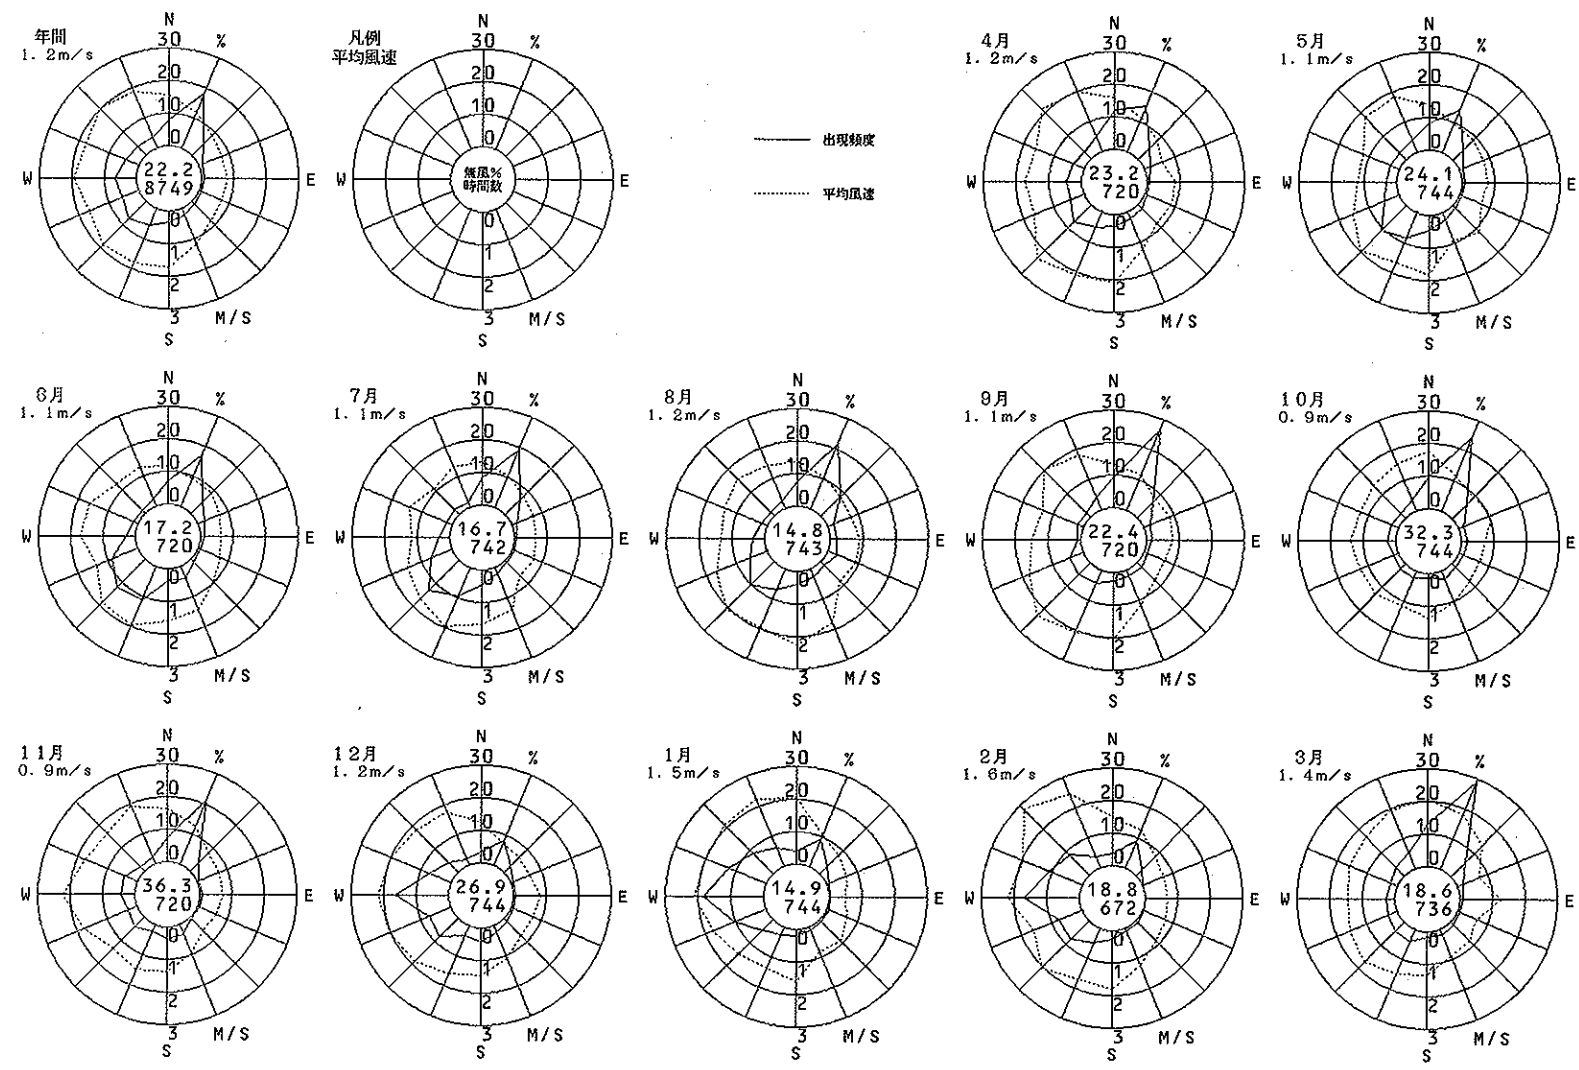 年間
1.2m/s
N
30 %
20
10
0
W
22.2
8749
E
0
1
2
3 M/S
S
凡例
平均風速
N
30 %
20
10
0
W
無風%
時間数
E
0
1
2
3 M/S
S
出現頻度
平均風速
4月
1.2m/s
N
30 %
20
10
0
W
23.2
720
E
0
1
2
3 M/S
S
5月
1.1m/s
N
30 %
20
10
0
W
24.1
744
E
0
1
2
3 M/S
S
6月
1.1m/s
N
30 %
20
10
0
W
17.2
720
E
0
1
2
3 M/S
S
7月
1.1m/s
N
30 %
20
10
0
W
16.7
742
E
0
1
2
3 M/S
S
8月
1.2m/s
N
30 %
20
10
0
W
14.8
743
E
0
1
2
3 M/S
S
9月
1.1m/s
N
30 %
20
10
0
W
22.4
720
E
0
1
2
3 M/S
S
10月
0.9m/s
N
30 %
20
10
0
W
32.3
744
E
0
1
2
3 M/S
S
11月
0.9m/s
N
30 %
20
10
0
W
36.3
720
E
0
1
2
3 M/S
S
12月
1.2m/s
N
30 %
20
10
0
W
26.9
744
E
0
1
2
3 M/S
S
1月
1.5m/s
N
30 %
20
10
0
W
14.9
744
E
0
1
2
3 M/S
S
2月
1.6m/s
N
30 %
20
10
0
W
18.8
672
E
0
1
2
3 M/S
S
3月
1.4m/s
N
30 %
20
10
0
W
18.6
736
E
0
1
2
3 M/S
S